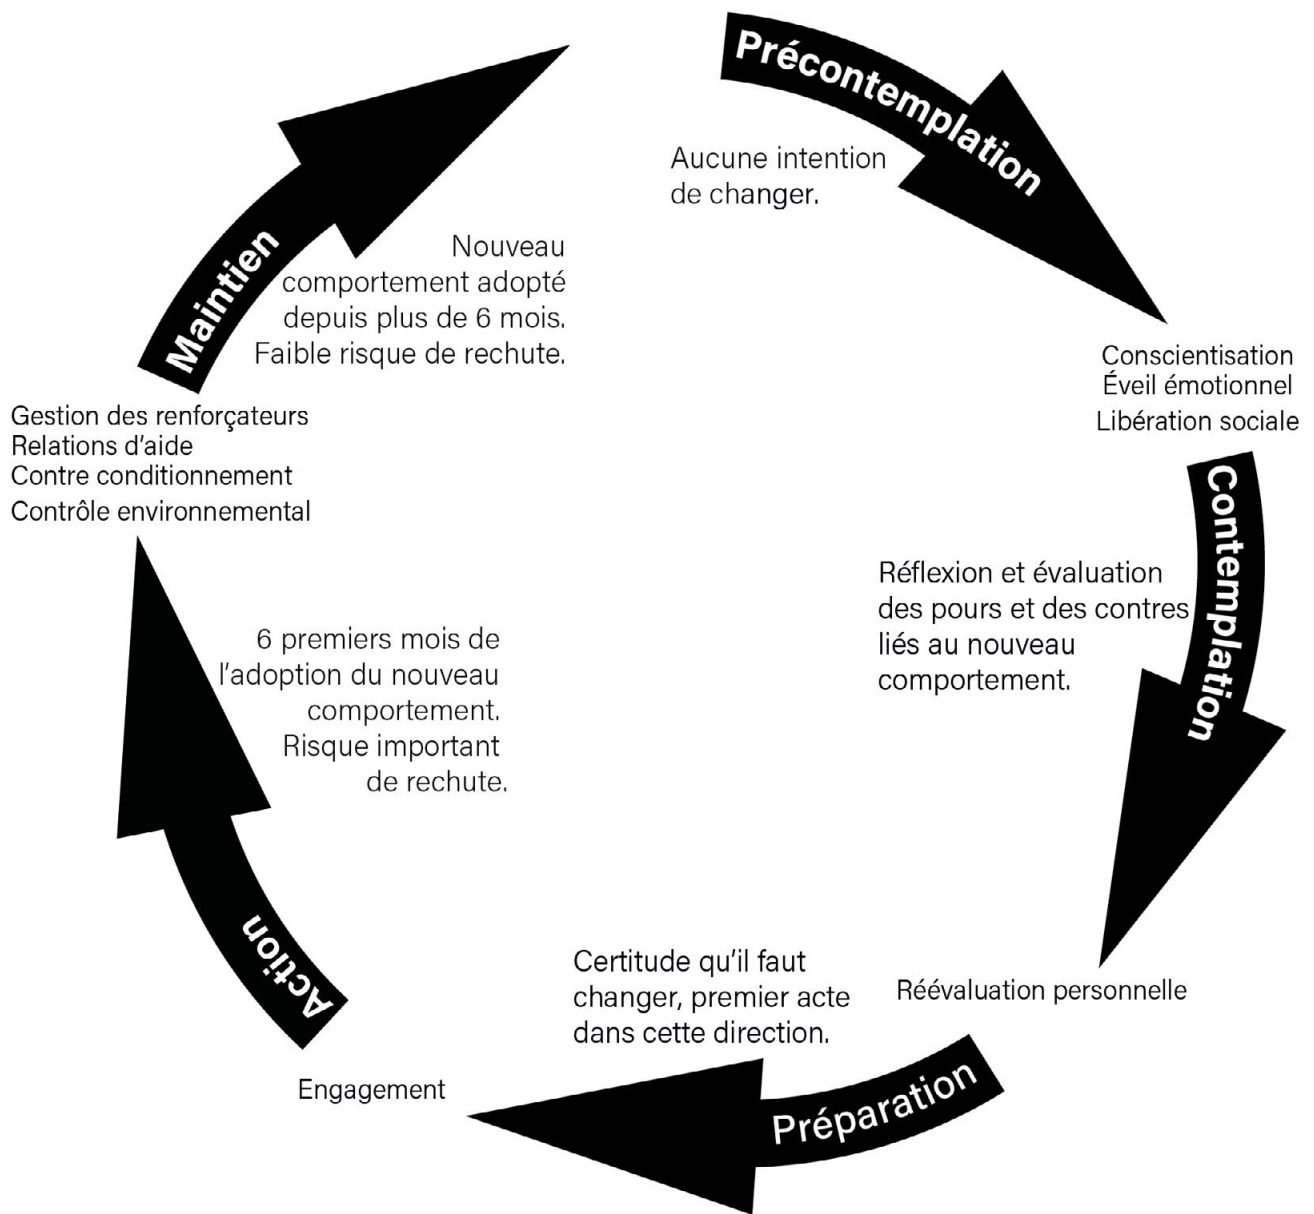 Précontemplation
Aucune intention
de changer.
Conscientisation
Éveil émotionnel
Libération sociale
Contemplation
Réflexion et évaluation
des pours et des contres
liés au nouveau
comportement.
Réévaluation personnelle
Préparation
Certitude qu'il faut
changer, premier acte
dans cette direction.
Engagement
Action
6 premiers mois de
l'adoption du nouveau
comportement.
Risque important
de rechute.
Gestion des renforçateurs
Relations d'aide
Contre conditionnement
Contrôle environnemental
Maintien
Nouveau
comportement adopté
depuis plus de 6 mois.
Faible risque de rechute.